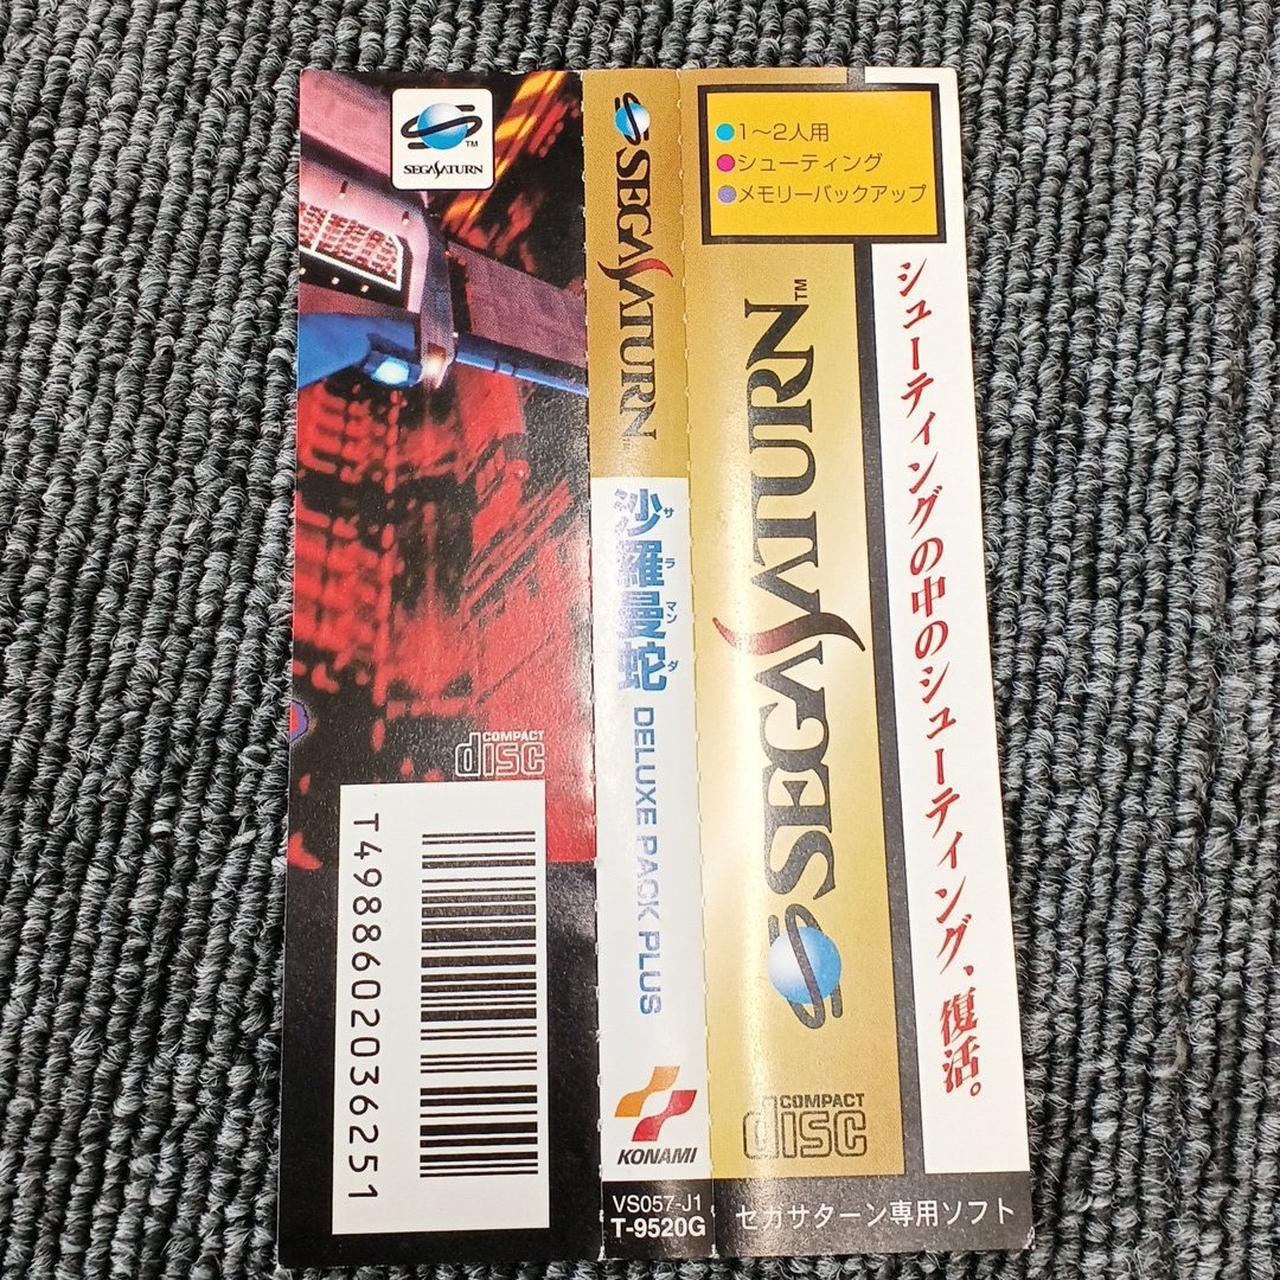 SEGA SATURN
TM
COMPACT
disc
T4988602036251
SEGA SATURN
TM
沙羅曼蛇
サラマンダ
DELUXE PACK PLUS
KONAMI
VS057-J1
T-9520G
●1〜2人用
●シューティング
●メモリーバックアップ
SEGA SATURN
TM
COMPACT
disc
シューティングの中のシューティング、復活。
セガサターン専用ソフト